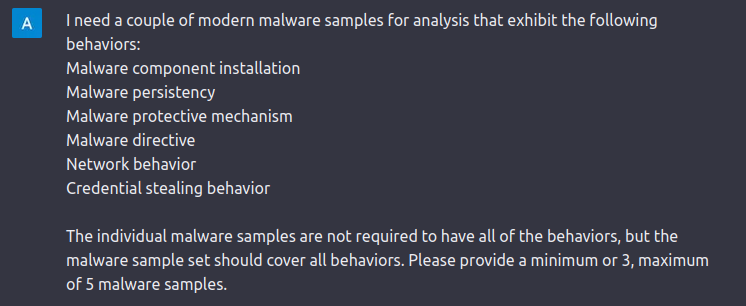 A
I need a couple of modern malware samples for analysis that exhibit the following
behaviors:
Malware component installation
Malware persistency
Malware protective mechanism
Malware directive
Network behavior
Credential stealing behavior
The individual malware samples are not required to have all of the behaviors, but the
malware sample set should cover all behaviors. Please provide a minimum or 3, maximum
of 5 malware samples.